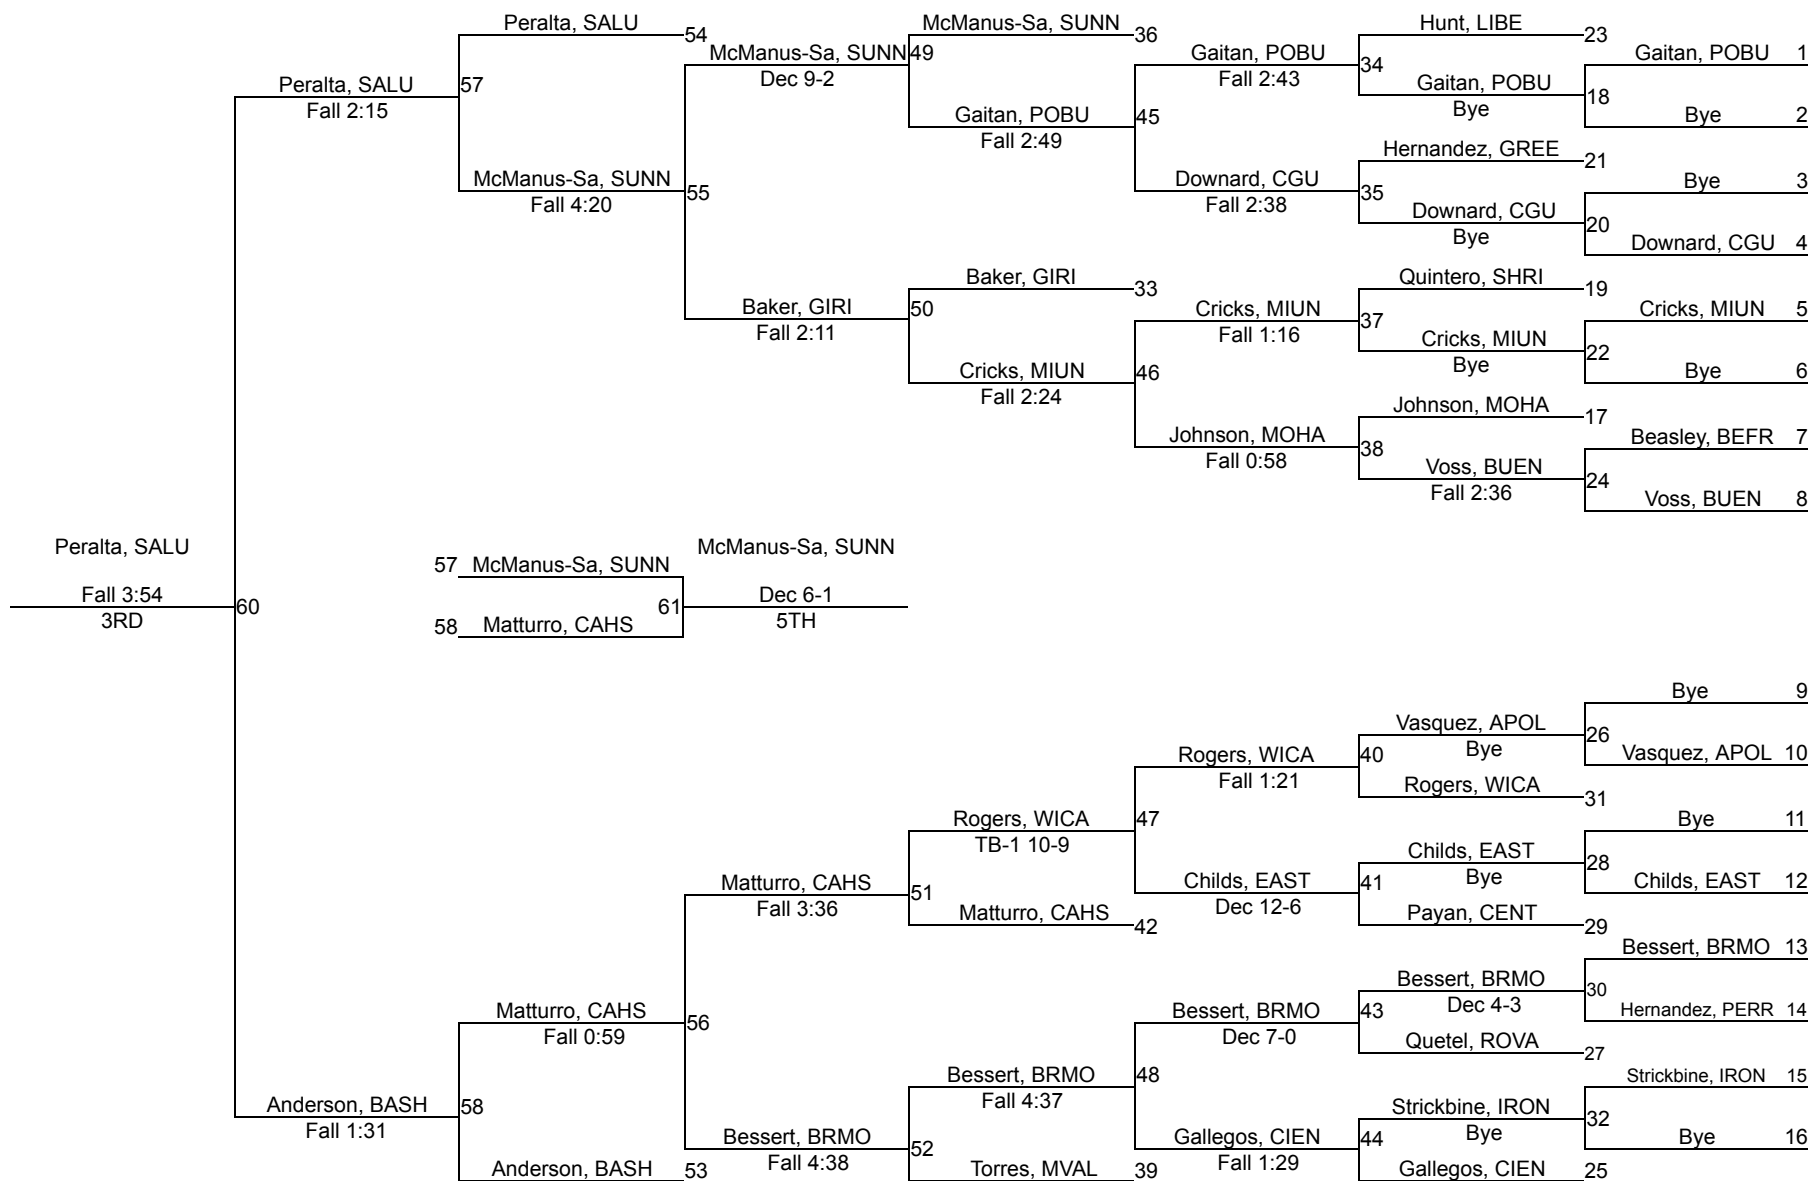 Peralta, SALU
54
McManus-Sa, SUNN
36
Hunt, LIBE
23
McManus-Sa, SUNN
49
Dec 9-2
Gaitan, POBU
Fall 2:43
34
Gaitan, POBU 1
Peralta, SALU
Fall 2:15
57
Gaitan, POBU
Bye
18
Gaitan, POBU
Fall 2:49
45
Bye 2
Hernandez, GREE
21
McManus-Sa, SUNN
Fall 4:20
55
Downard, CGU
Fall 2:38
35
Bye 3
Downard, CGU
Bye
20
Downard, CGU 4
Baker, GIRI
33
Quintero, SHRI
19
Baker, GIRI
Fall 2:11
50
Cricks, MIUN
Fall 1:16
37
Cricks, MIUN 5
Cricks, MIUN
Bye
22
Cricks, MIUN
Fall 2:24
46
Bye 6
Johnson, MOHA
17
Johnson, MOHA
Fall 0:58
38
Beasley, BEFR 7
Voss, BUEN
Fall 2:36
24
Voss, BUEN 8
Peralta, SALU
Fall 3:54
3RD
60
57 McManus-Sa, SUNN
58 Matturro, CAHS
61
McManus-Sa, SUNN
Dec 6-1
5TH
Bye 9
Vasquez, APOL
Bye
26
Rogers, WICA
Fall 1:21
40
Vasquez, APOL 10
Rogers, WICA
31
Rogers, WICA
TB-1 10-9
47
Bye 11
Childs, EAST
Bye
28
Matturro, CAHS
Fall 3:36
51
Childs, EAST
Dec 12-6
41
Childs, EAST 12
Matturro, CAHS
42
Payan, CENT
29
Bessert, BRMO 13
Bessert, BRMO
Dec 4-3
30
Matturro, CAHS
Fall 0:59
56
Bessert, BRMO
Dec 7-0
43
Hernandez, PERR 14
Quetel, ROVA
27
Bessert, BRMO
Fall 4:37
48
Strickbine, IRON 15
Anderson, BASH
Fall 1:31
58
Strickbine, IRON
Bye
32
Bessert, BRMO
Fall 4:38
52
Gallegos, CIEN
Fall 1:29
44
Bye 16
Anderson, BASH
53
Torres, MVAL
39
Gallegos, CIEN
25